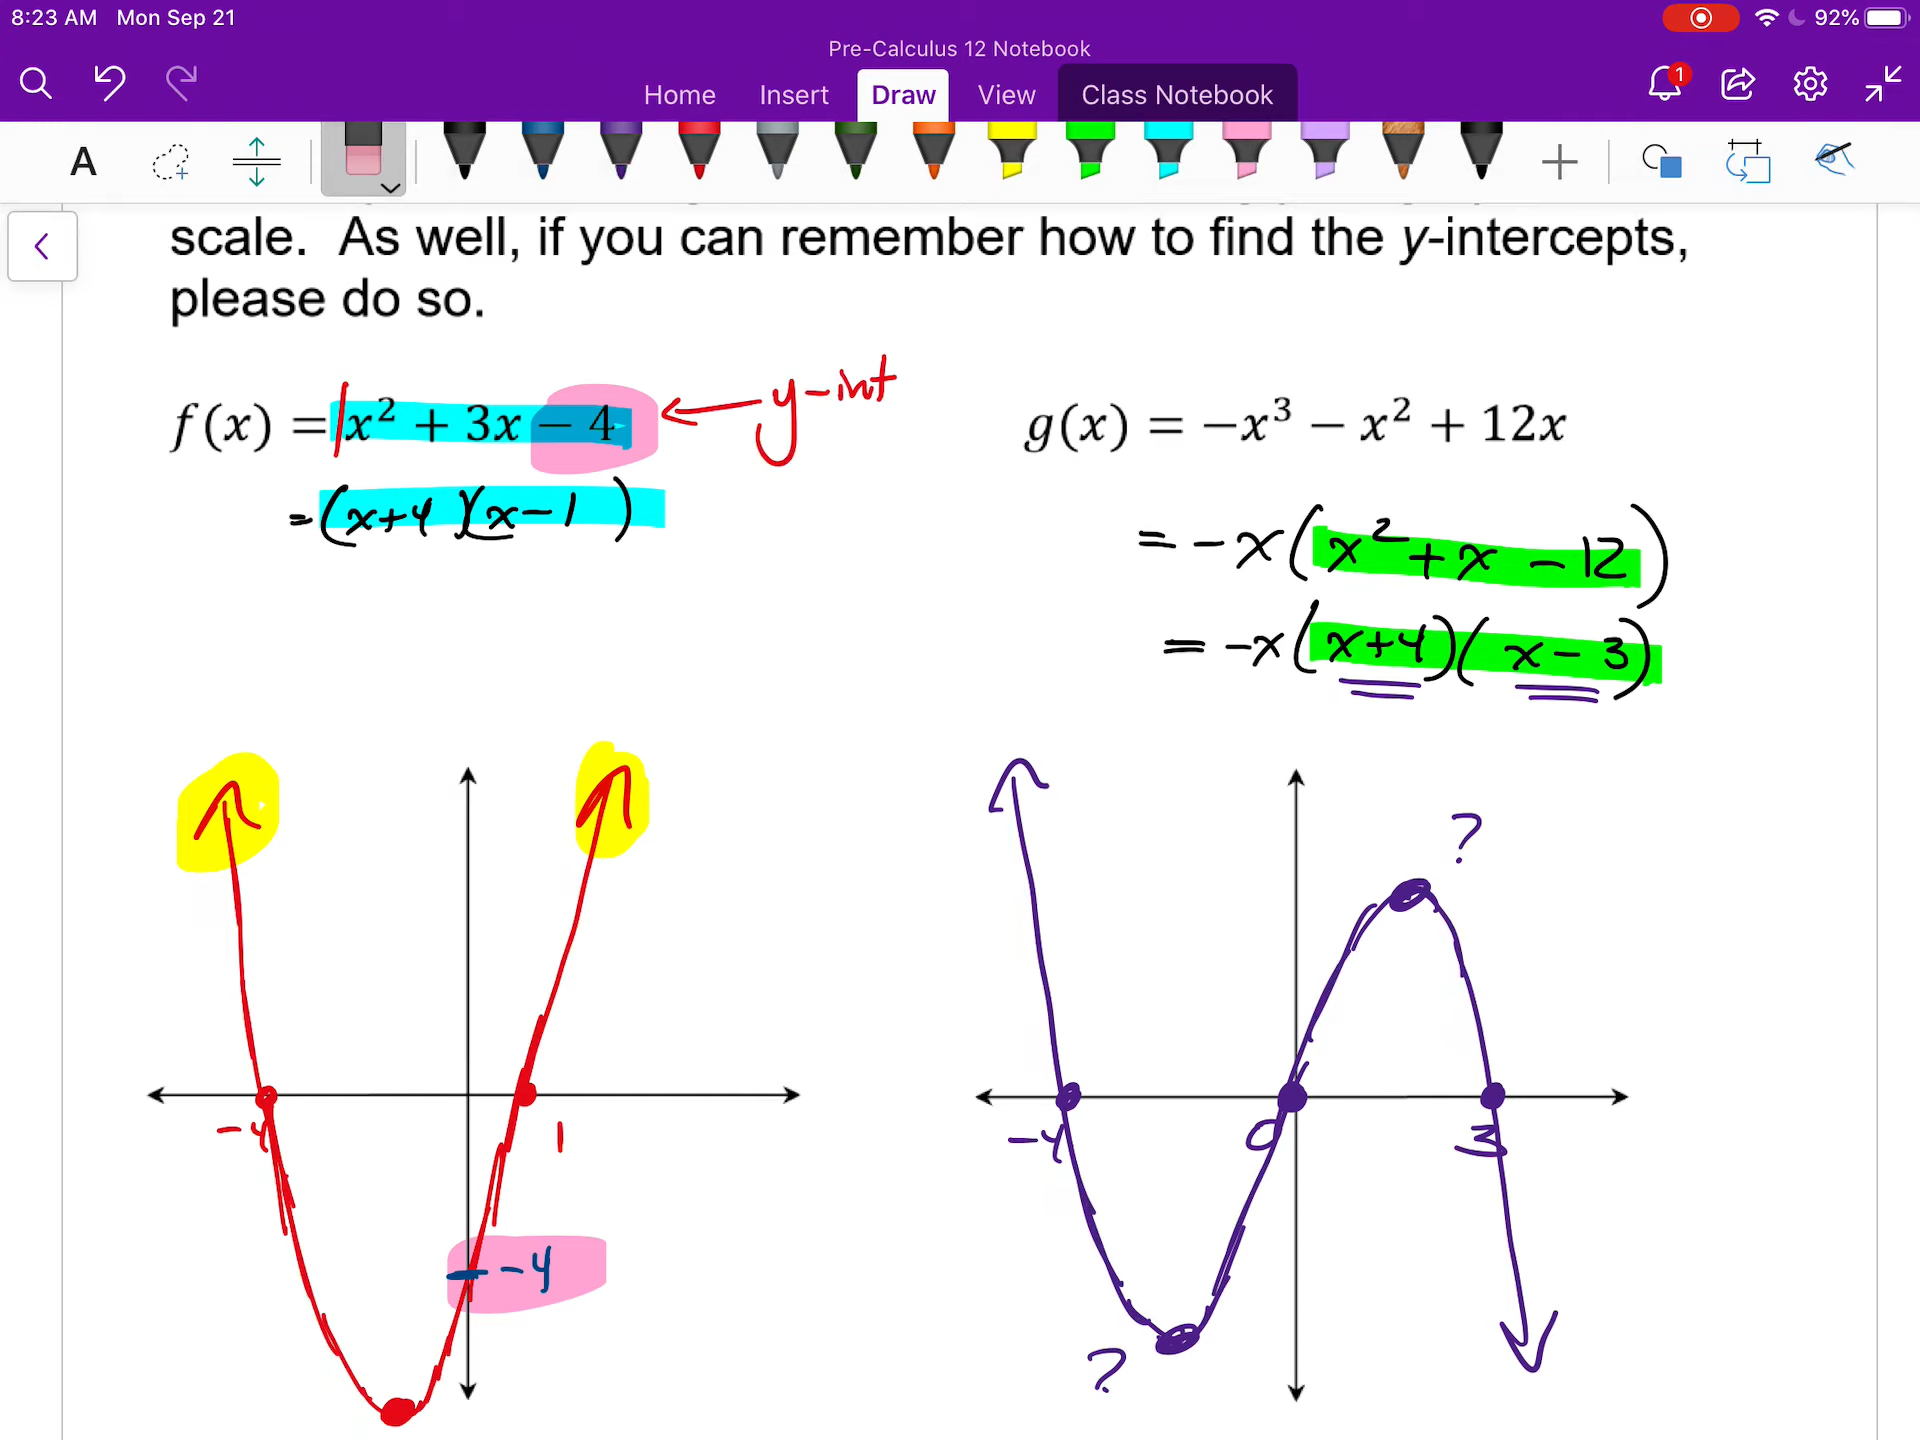 8:23 AM Mon Sep 21
92%
Pre-Calculus 12 Notebook
Home Insert Draw View Class Notebook
1
A
scale. As well, if you can remember how to find the y-intercepts,
please do so.
y-int
f(x) = x² + 3x − 4
= (x+4)(x−1)
g(x) = −x³ − x² + 12x
= −x(x² + x − 12)
= −x(x+4)(x−3)
?
-4
1
-4
-4
0
3
?